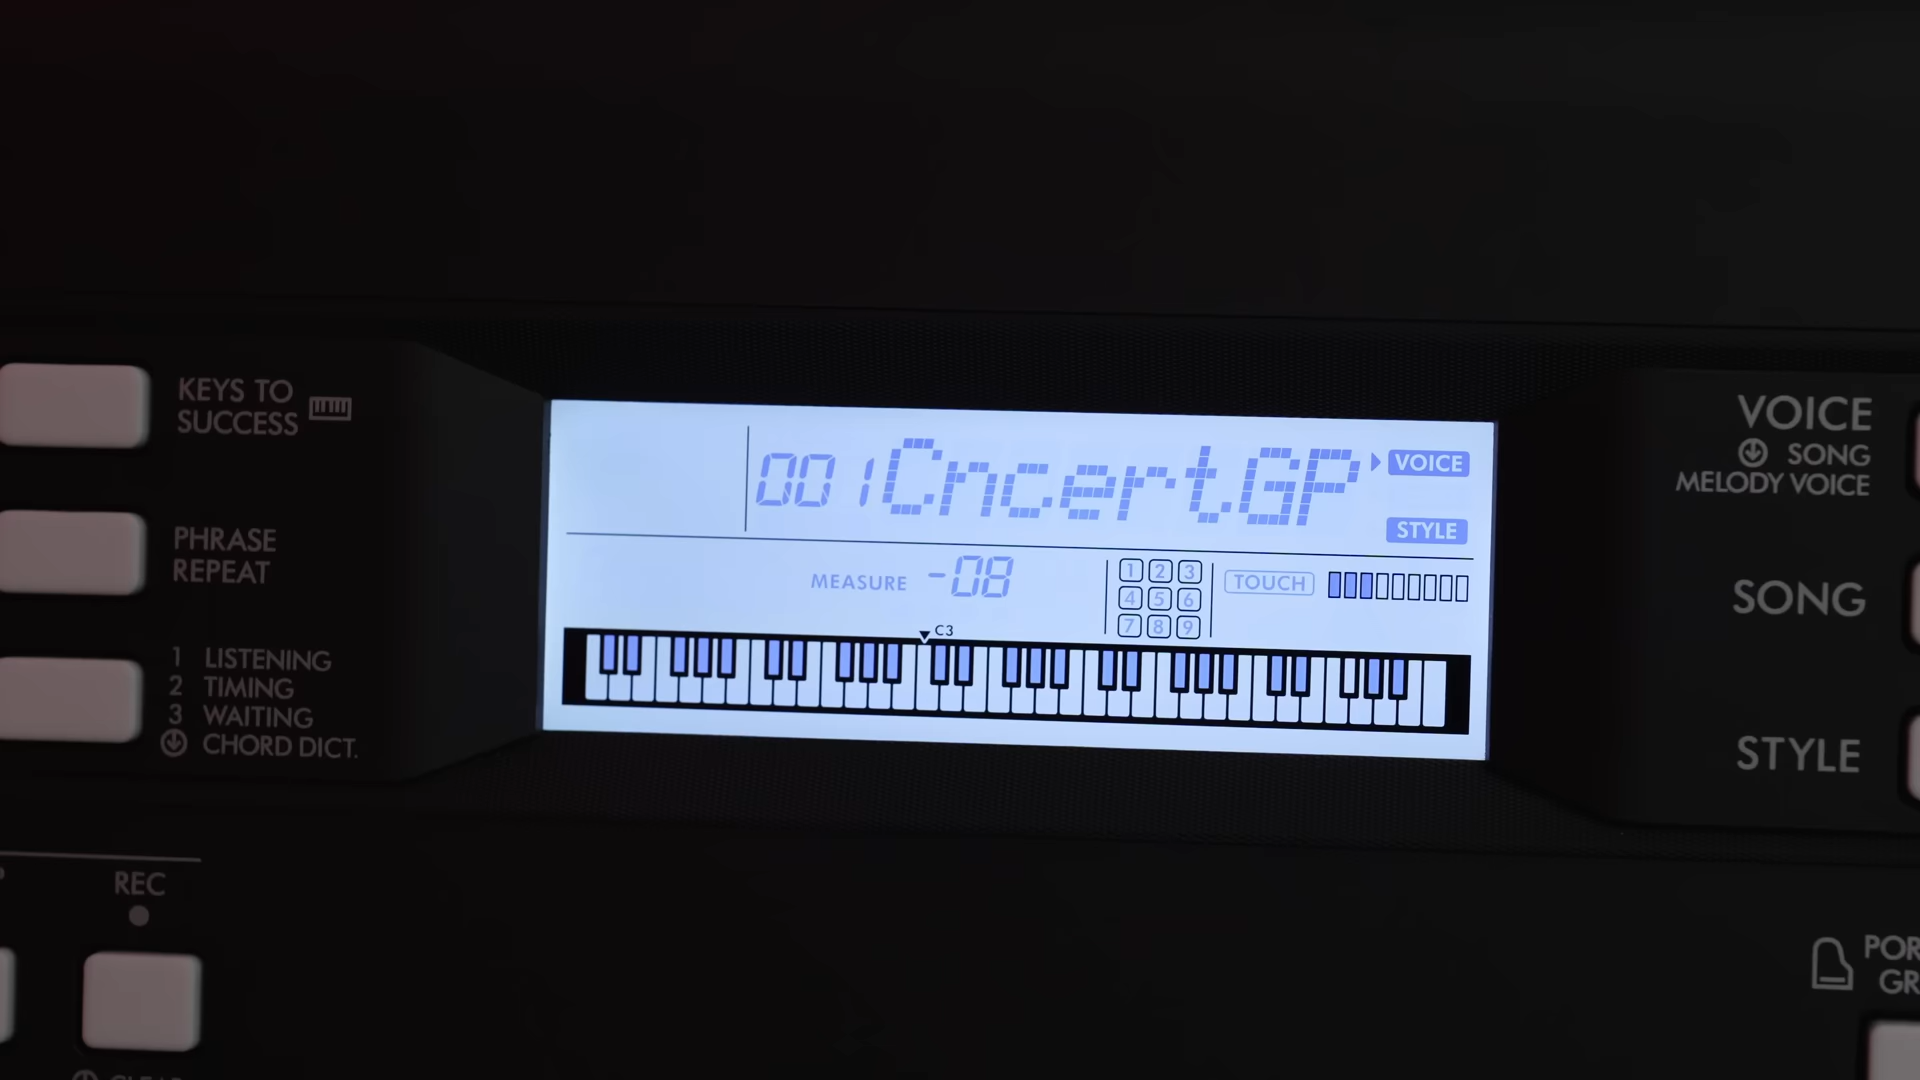 KEYS TO
SUCCESS
PHRASE
REPEAT
1 LISTENING
2 TIMING
3 WAITING
CHORD DICT.
REC
001 CncertGP
VOICE
STYLE
MEASURE -08
1 2 3
4 5 6
7 8 9
TOUCH
C3
VOICE
SONG
MELODY VOICE
SONG
STYLE
POR
GR